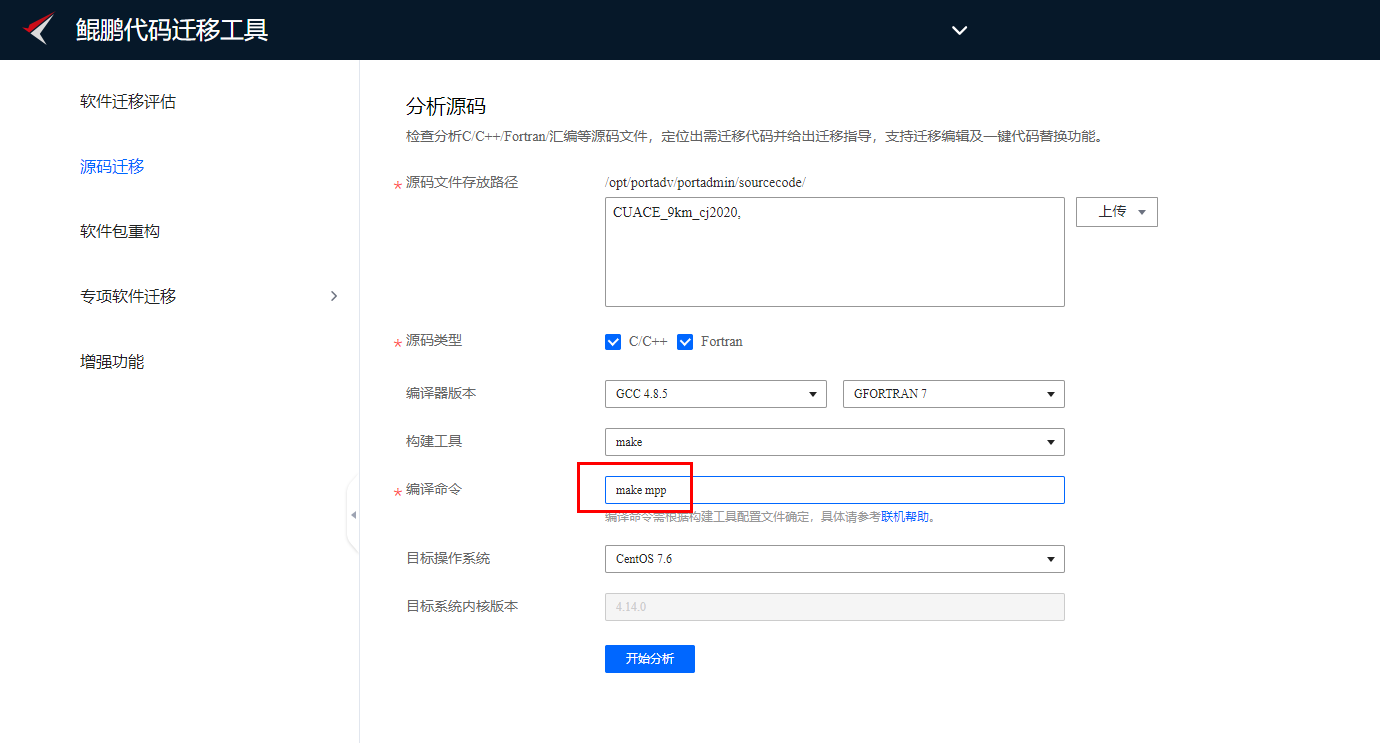 鲲鹏代码迁移工具
软件迁移评估
源码迁移
软件包重构
专项软件迁移
增强功能
分析源码
检查分析C/C++/Fortran/汇编等源码文件，定位出需迁移代码并给出迁移指导，支持迁移编辑及一键代码替换功能。
* 源码文件存放路径 /opt/portadv/portadmin/sourcecode/
CUACE_9km_cj2020, 上传
* 源码类型 C/C++ Fortran
编译器版本 GCC 4.8.5 GFORTRAN 7
构建工具 make
* 编译命令 make mpp
编译命令需根据构建工具配置文件确定，具体请参考联机帮助。
目标操作系统 CentOS 7.6
目标系统内核版本 4.14.0
开始分析